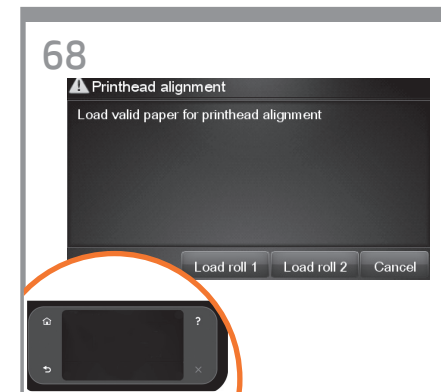 68
Printhead alignment
Load valid paper for printhead alignment
Load roll 1 Load roll 2 Cancel
?